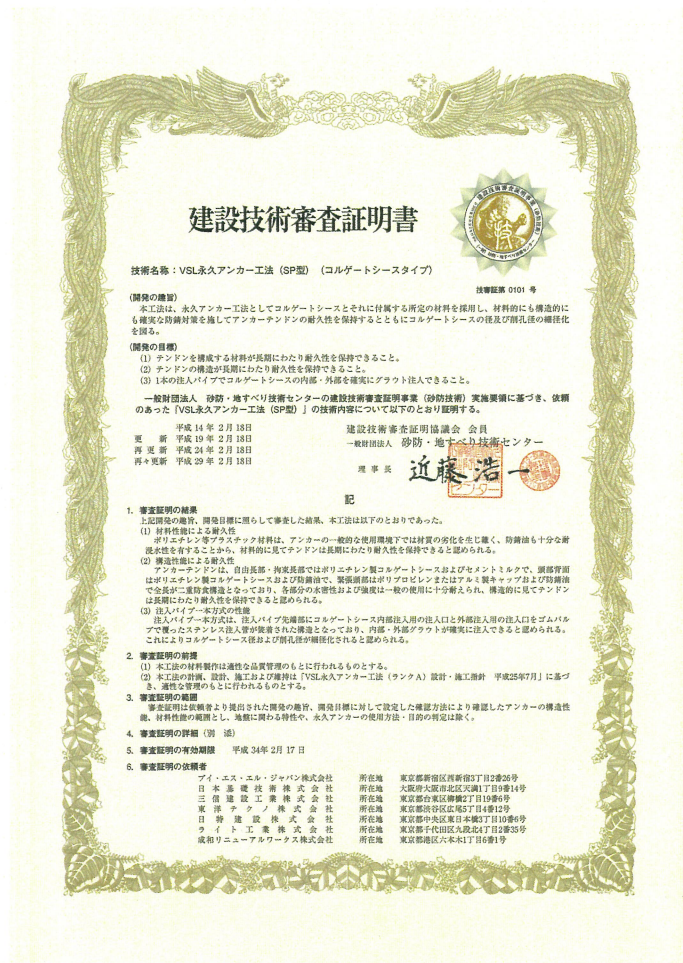 建設技術審査証明書
技術名称：VSL永久アンカー工法（SP型）（コルゲートシースタイプ）
技審証第 0101 号
(開発の趣旨)
本工法は、永久アンカー工法としてコルゲートシースとそれに付属する所定の材料を採用し、材料的にも構造的に
も確実な防錆対策を施してアンカーテンドンの耐久性を保持するとともにコルゲートシースの径及び削孔径の細径化
を図る。
(開発の目標)
(1) テンドンを構成する材料が長期にわたり耐久性を保持できること。
(2) テンドンの構造が長期にわたり耐久性を保持できること。
(3) 1本の注入パイプでコルゲートシースの内部・外部を確実にグラウト注入できること。
一般財団法人　砂防・地すべり技術センターの建設技術審査証明事業（砂防技術）実施要領に基づき、依頼
のあった「VSL永久アンカー工法（SP型）」の技術内容について以下のとおり証明する。
平成 14 年 2 月 18日
更　新　平成 19 年 2 月 18日
再 更 新　平成 24 年 2 月 18日
再々更新　平成 29 年 2 月 18日
建設技術審査証明協議会 会員
一般財団法人　砂防・地すべり技術センター
理 事 長　近藤浩一
記
1. 審査証明の結果
上記開発の趣旨、開発目標に照らして審査した結果、本工法は以下のとおりであった。
(1) 材料性能による耐久性
ポリエチレン等プラスチック材料は、アンカーの一般的な使用環境下では材質の劣化を生じ難く、防錆油も十分な耐
浸水性を有することから、材料的に見てテンドンは長期にわたり耐久性を保持できると認められる。
(2) 構造性能による耐久性
アンカーテンドンは、自由長部・拘束長部ではポリエチレン製コルゲートシースおよびセメントミルクで、頭部背面
はポリエチレン製コルゲートシースおよび防錆油で、緊張頭部はポリプロピレンまたはアルミ製キャップおよび防錆油
で全長が二重防食構造となっており、各部分の水密性および強度は一般の使用に十分耐えられ、構造的に見てテンドン
は長期にわたり耐久性を保持できると認められる。
(3) 注入パイプ一本方式の性能
注入パイプ一本方式は、注入パイプ先端部にコルゲートシース内部注入用の注入口と外部注入用の注入口をゴムバル
ブで覆ったステンレス注入管が装着された構造となっており、内部・外部グラウトが確実に注入できると認められる。
これによりコルゲートシース径および削孔径が細径化されると認められる。
2. 審査証明の前提
(1) 本工法の材料製作は適性な品質管理のもとに行われるものとする。
(2) 本工法の計画、設計、施工および維持は「VSL永久アンカー工法（ランクA）設計・施工指針　平成25年7月」に基づ
き、適性な管理のもとに行われるものとする。
3. 審査証明の範囲
審査証明は依頼者より提出された開発の趣旨、開発目標に対して設定した確認方法により確認したアンカーの構造性
能、材料性能の範囲とし、地盤に関わる特性や、永久アンカーの使用方法・目的の判定は除く。
4. 審査証明の詳細（別　添）
5. 審査証明の有効期限　平成 34年 2 月 17 日
6. 審査証明の依頼者
アイ・エス・エル・ジャパン株式会社　所在地　東京都新宿区西新宿3丁目2番26号
日本基礎技術株式会社　所在地　大阪府大阪市北区天満1丁目9番14号
三信建設工業株式会社　所在地　東京都台東区柳橋2丁目19番6号
東洋テクノ株式会社　所在地　東京都渋谷区広尾5丁目4番12号
日特建設株式会社　所在地　東京都中央区東日本橋3丁目10番6号
ライト工業株式会社　所在地　東京都千代田区九段北4丁目2番35号
成和リニューアルワークス株式会社　所在地　東京都港区六本木1丁目6番1号